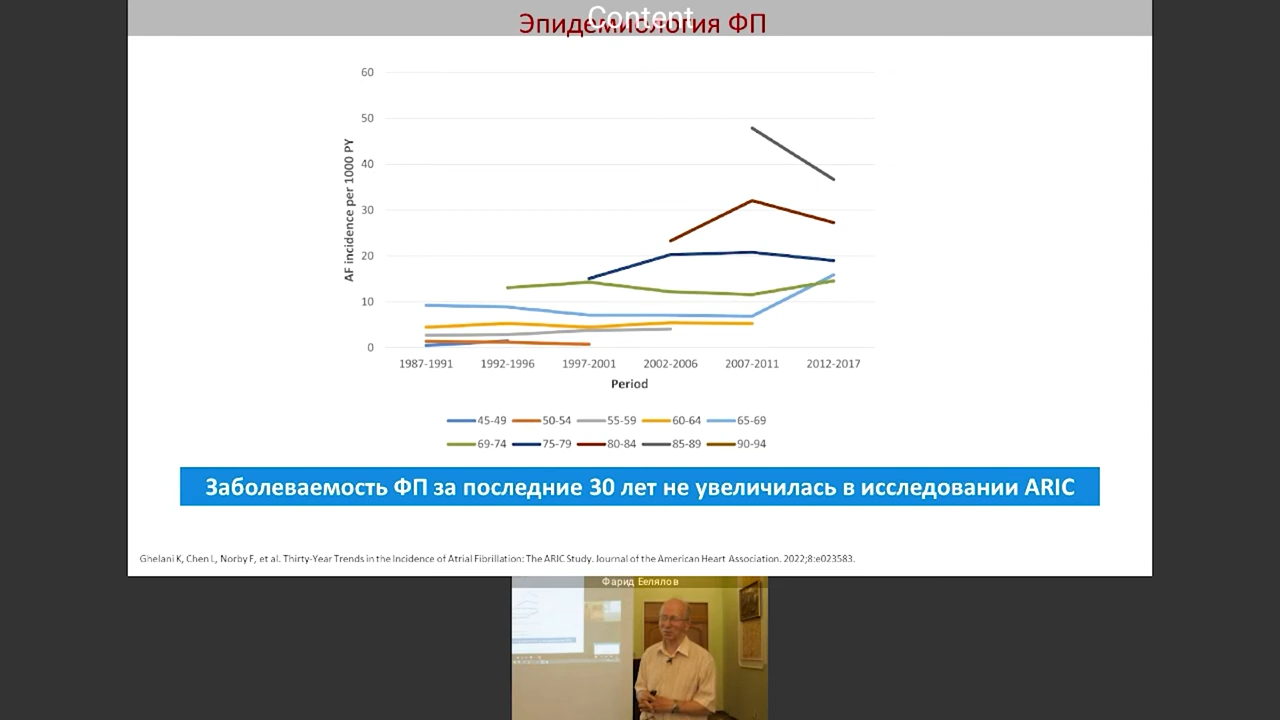 Content
Эпидемиология ФП
60
50
40
30
20
10
0
AF incidence per 1000 PY
1987-1991 1992-1996 1997-2001 2002-2006 2007-2011 2012-2017
Period
45-49 50-54 55-59 60-64 65-69
69-74 75-79 80-84 85-89 90-94
Заболеваемость ФП за последние 30 лет не увеличилась в исследовании ARIC
Ghelani K, Chen L, Norby F, et al. Thirty-Year Trends in the Incidence of Atrial Fibrillation: The ARIC Study. Journal of the American Heart Association. 2022;8:e023583.
Фарид Белялов